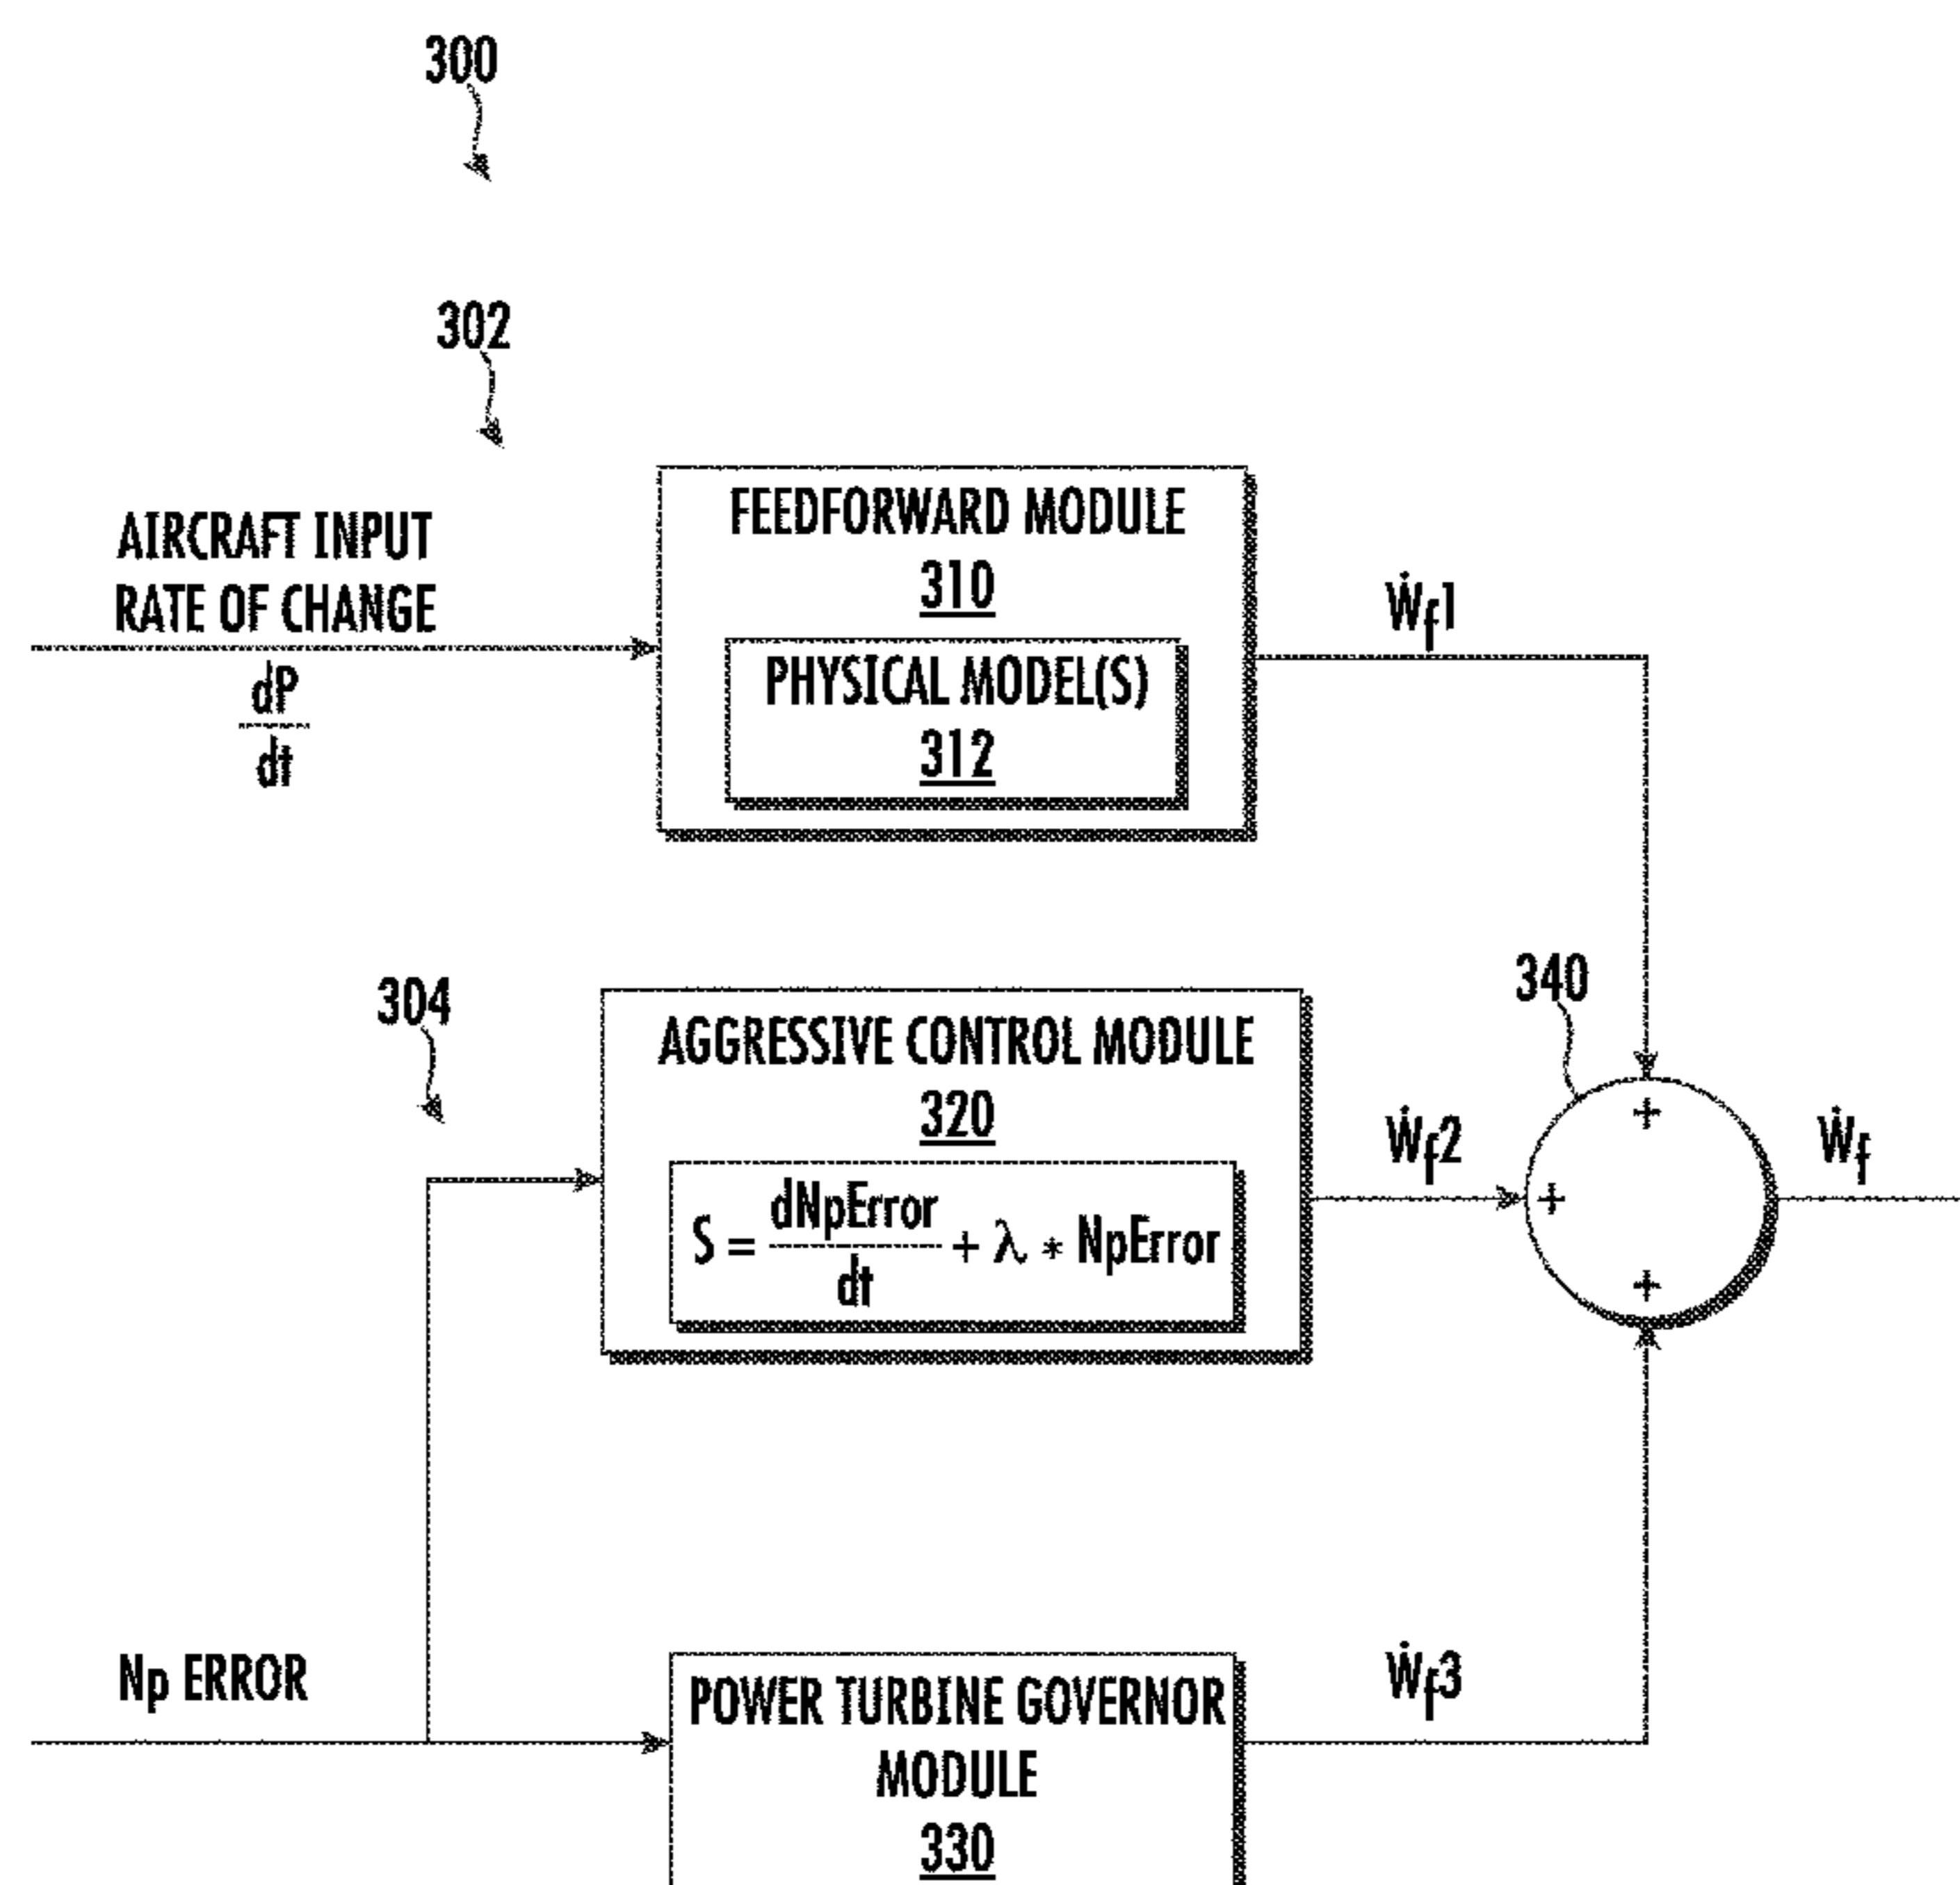 300
302
AIRCRAFT INPUT
RATE OF CHANGE
dP
dt
FEEDFORWARD MODULE
310
PHYSICAL MODEL(S)
312
Ẇf1
304
AGGRESSIVE CONTROL MODULE
320
S = dNpError/dt + λ * NpError
Ẇf2
340
+
+
+
Ẇf
Np ERROR
POWER TURBINE GOVERNOR
MODULE
330
Ẇf3